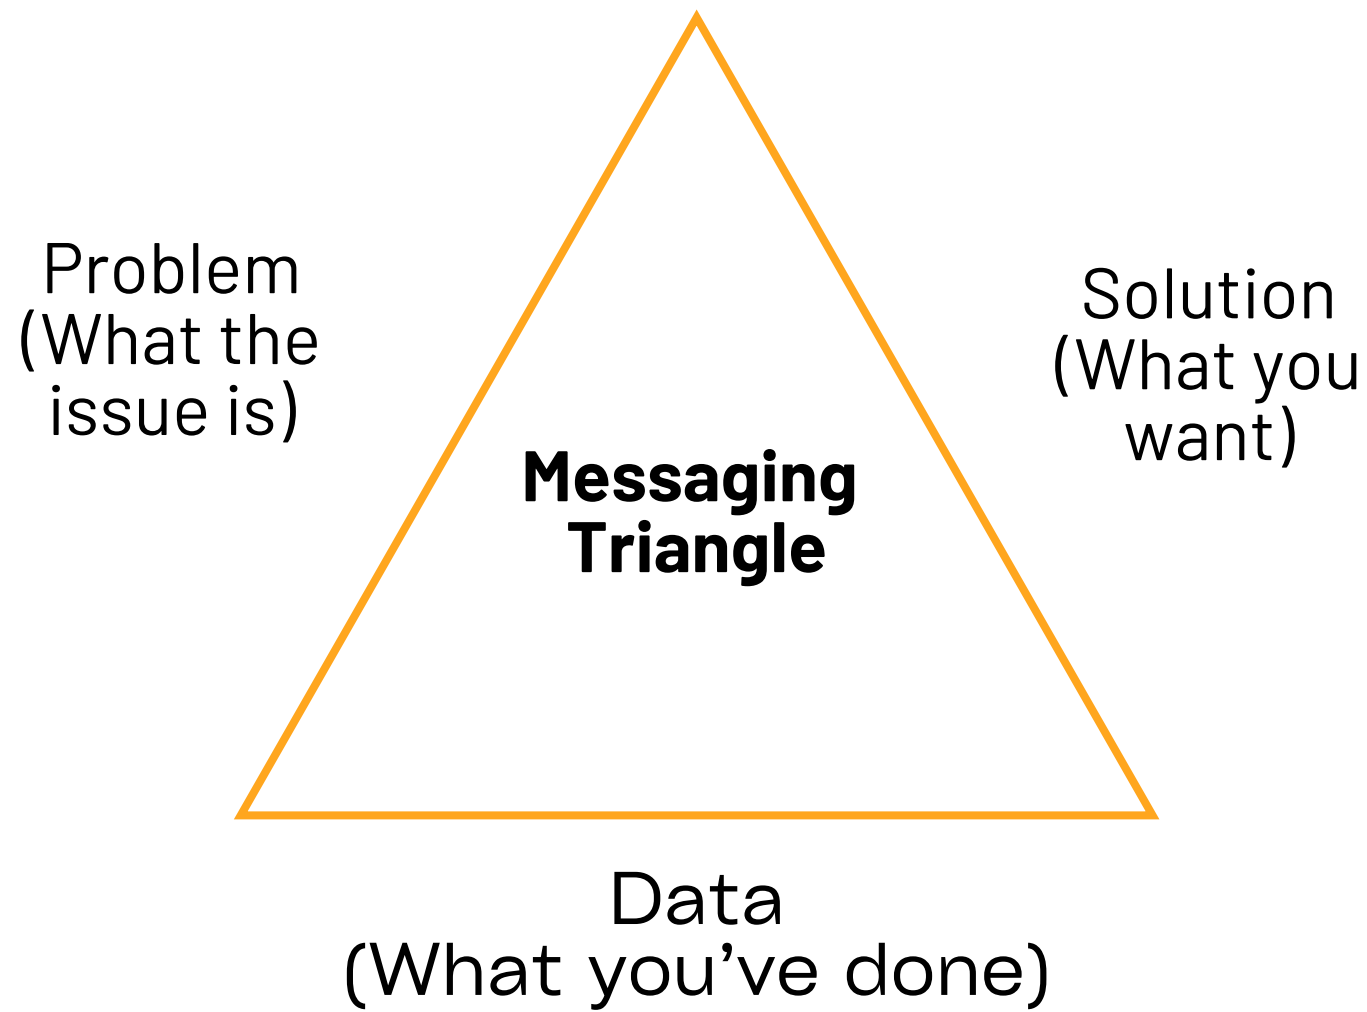 Problem
(What the
issue is)
Solution
(What you
want)
Messaging
Triangle
Data
(What you've done)